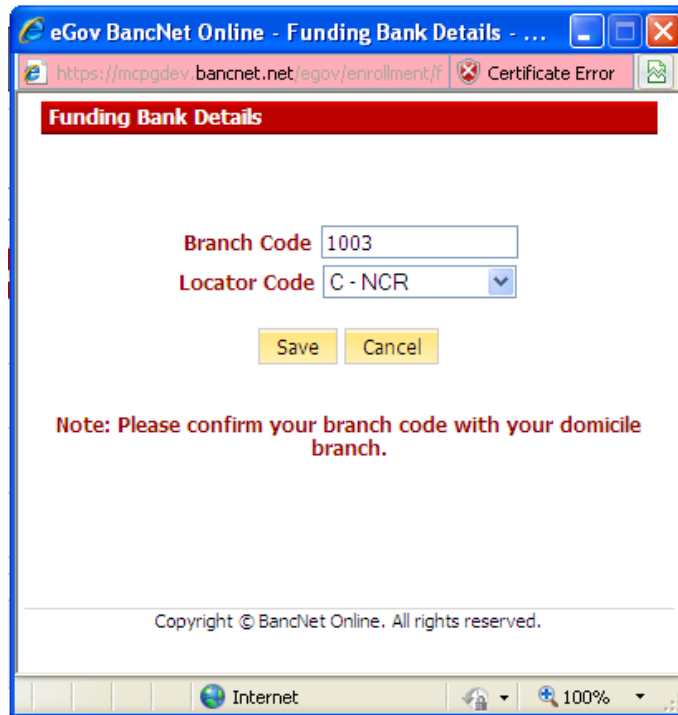 eGov BancNet Online - Funding Bank Details - ...
https://mcpgdev.bancnet.net/egov/enrollment/f Certificate Error
Funding Bank Details
Branch Code 1003
Locator Code C - NCR
Save Cancel
Note: Please confirm your branch code with your domicile
branch.
Copyright © BancNet Online. All rights reserved.
Internet 100%